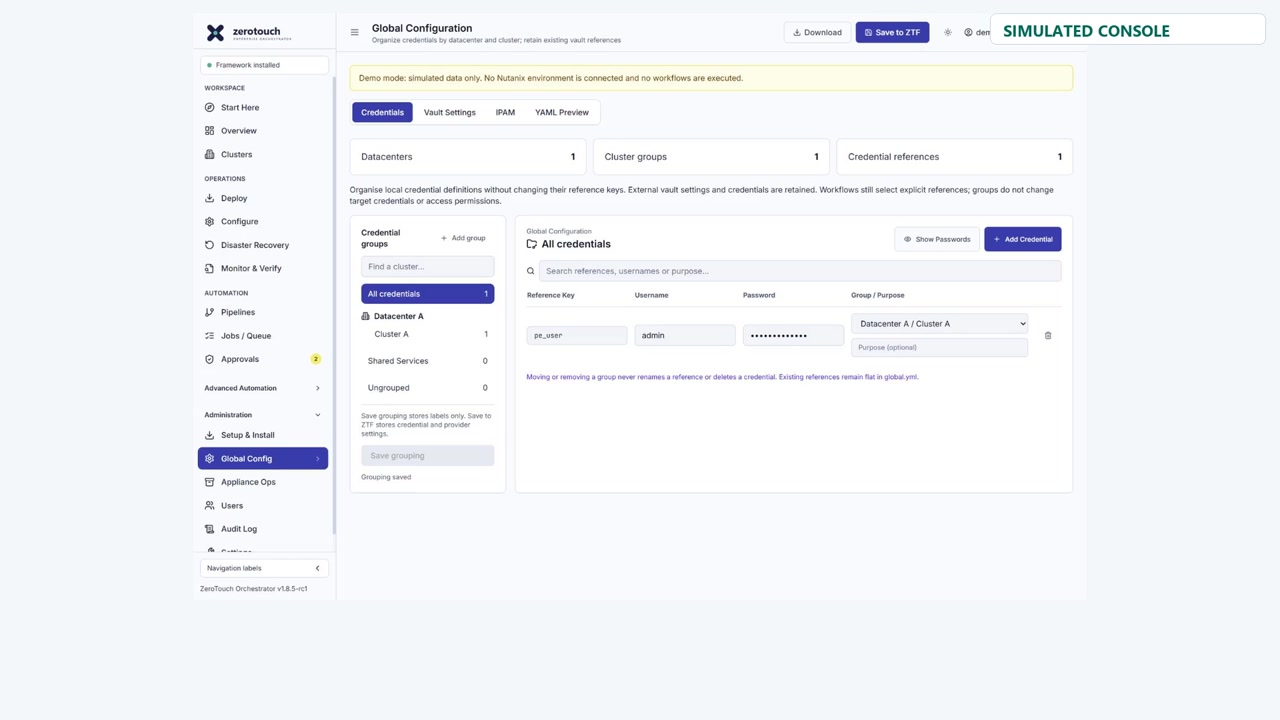 zerotouch
ENTERPRISE ORCHESTRATOR
Framework installed
WORKSPACE
Start Here
Overview
Clusters
OPERATIONS
Deploy
Configure
Disaster Recovery
Monitor & Verify
AUTOMATION
Pipelines
Jobs / Queue
Approvals
2
Advanced Automation
Administration
Setup & Install
Global Config
Appliance Ops
Users
Audit Log
Settings
Navigation labels
ZeroTouch Orchestrator v1.8.5-rc1
Global Configuration
Organize credentials by datacenter and cluster; retain existing vault references
Download
Save to ZTF
dem
SIMULATED CONSOLE
Demo mode: simulated data only. No Nutanix environment is connected and no workflows are executed.
Credentials
Vault Settings
IPAM
YAML Preview
Datacenters 1
Cluster groups 1
Credential references 1
Organise local credential definitions without changing their reference keys. External vault settings and credentials are retained. Workflows still select explicit references; groups do not change
target credentials or access permissions.
Credential
groups
+ Add group
Find a cluster...
All credentials 1
Datacenter A
Cluster A 1
Shared Services 0
Ungrouped 0
Save grouping stores labels only. Save to
ZTF stores credential and provider
settings.
Save grouping
Grouping saved
Global Configuration
All credentials
Show Passwords
+ Add Credential
Search references, usernames or purpose...
Reference Key Username Password Group / Purpose
pe_user admin ••••••••••••• Datacenter A / Cluster A
Purpose (optional)
Moving or removing a group never renames a reference or deletes a credential. Existing references remain flat in global.yml.